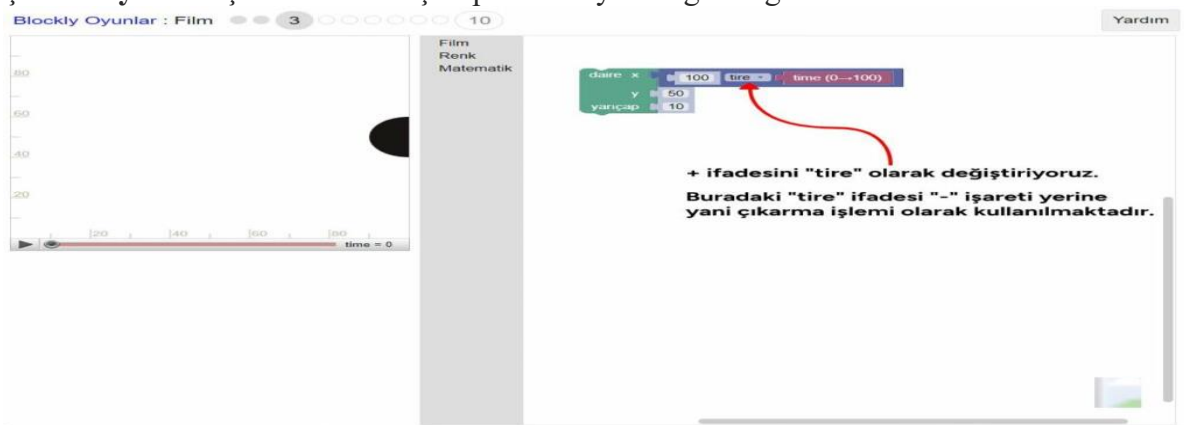 Blockly Oyunlar : Film 3 10 Yardım
Film
Renk
Matematik
80
60
40
20
20 40 60 80
time = 0
daire x 100 tire time (0→100)
y 50
yarıçap 10
+ ifadesini "tire" olarak değiştiriyoruz.
Buradaki "tire" ifadesi "-" işareti yerine
yani çıkarma işlemi olarak kullanılmaktadır.